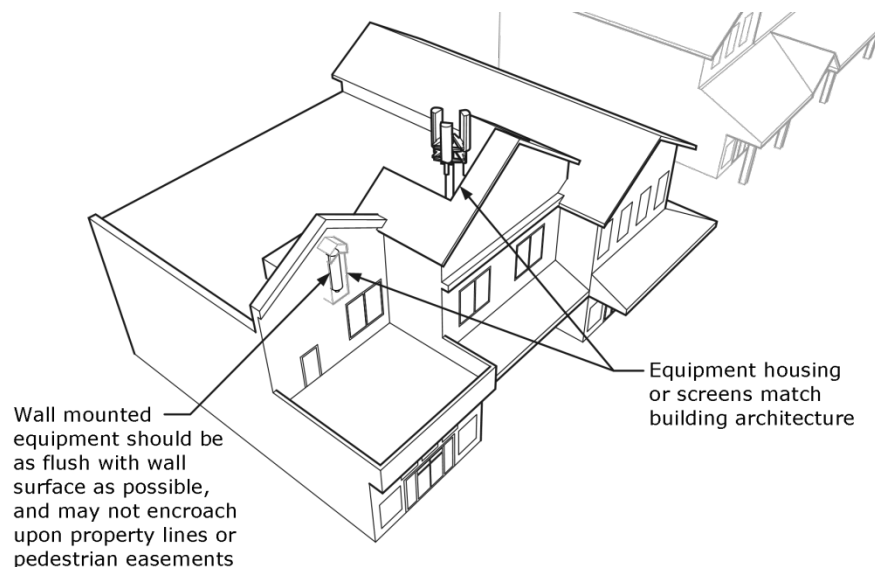 Equipment housing
or screens match
building architecture
Wall mounted
equipment should be
as flush with wall
surface as possible,
and may not encroach
upon property lines or
pedestrian easements